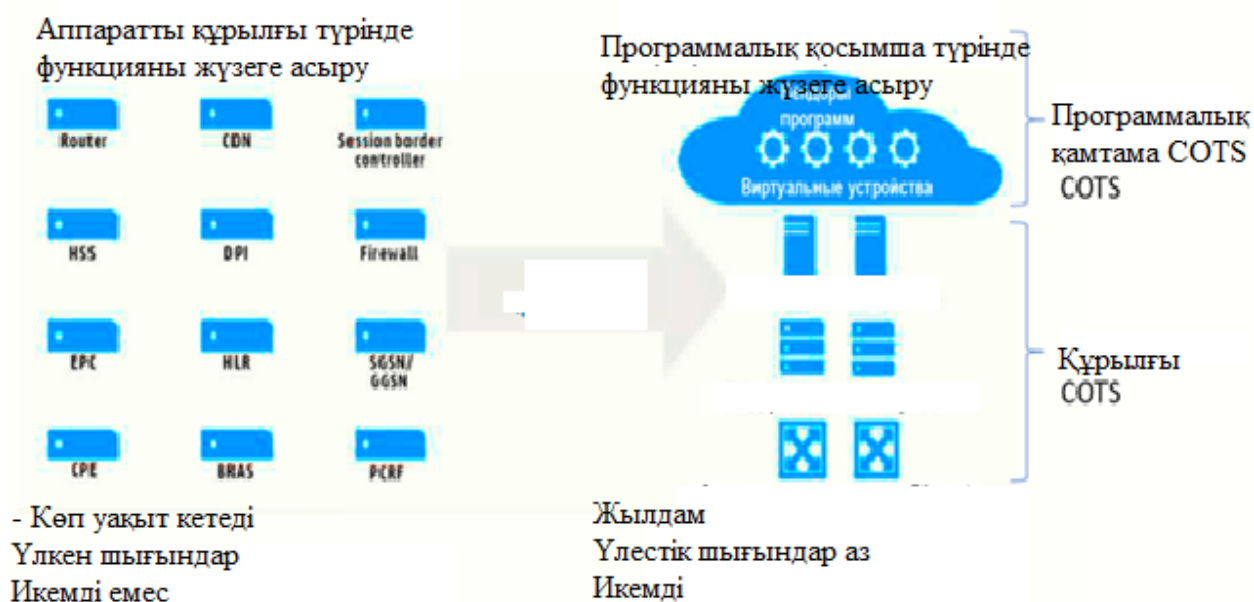 Аппаратты құрылғы түрінде
функцияны жүзеге асыру
Router
CDN
Session border
controller
HSS
DPI
Firewall
EPC
HLR
SGSN/
GGSN
CPE
BRAS
PCRF
- Көп уақыт кетеді
Үлкен шығындар
Икемді емес
Программалық қосымша түрінде
функцияны жүзеге асыру
программ
Виртуальные устройства
Программалық
қамтама COTS
COTS
Құрылғы
COTS
Жылдам
Үлестік шығындар аз
Икемді